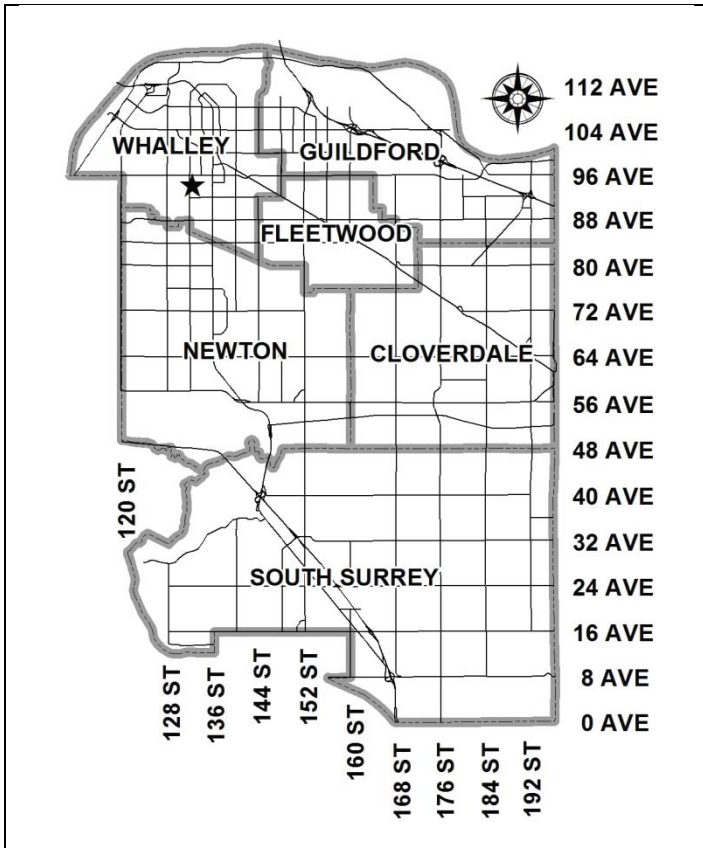 112 AVE
104 AVE
WHALLEY
GUILDFORD
96 AVE
88 AVE
FLEETWOOD
80 AVE
72 AVE
NEWTON
CLOVERDALE
64 AVE
56 AVE
48 AVE
120 ST
40 AVE
32 AVE
SOUTH SURREY
24 AVE
16 AVE
128 ST
136 ST
144 ST
152 ST
8 AVE
160 ST
0 AVE
168 ST
176 ST
184 ST
192 ST